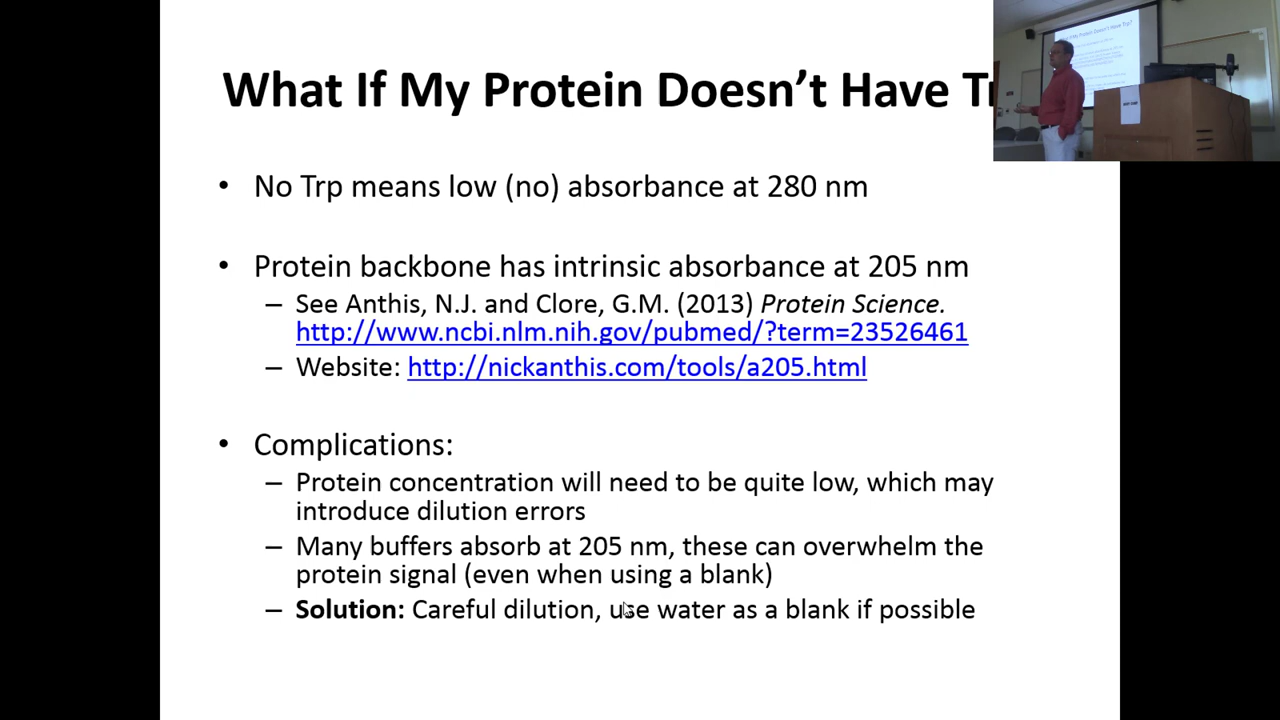 What If My Protein Doesn't Have
• No Trp means low (no) absorbance at 280 nm
• Protein backbone has intrinsic absorbance at 205 nm
– See Anthis, N.J. and Clore, G.M. (2013) Protein Science.
http://www.ncbi.nlm.nih.gov/pubmed/?term=23526461
– Website: http://nickanthis.com/tools/a205.html
• Complications:
– Protein concentration will need to be quite low, which may
introduce dilution errors
– Many buffers absorb at 205 nm, these can overwhelm the
protein signal (even when using a blank)
– Solution: Careful dilution, use water as a blank if possible